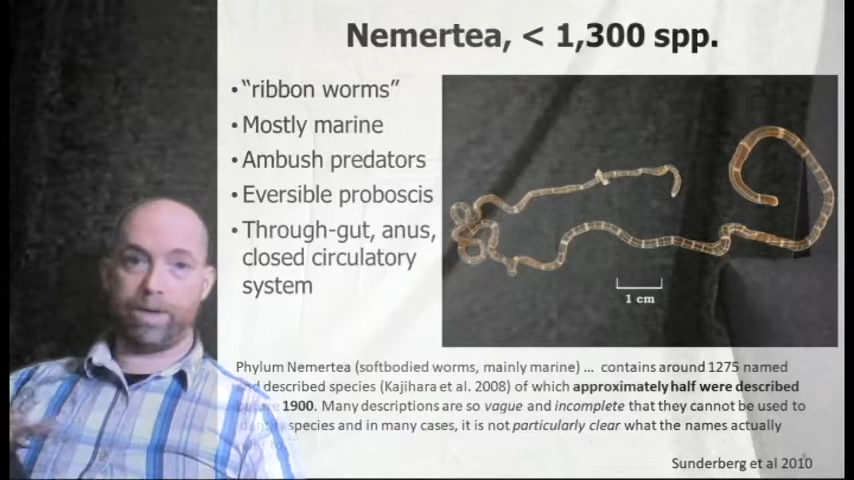 Nemertea, < 1,300 spp.
• "ribbon worms"
• Mostly marine
• Ambush predators
• Eversible proboscis
• Through-gut, anus,
closed circulatory
system
1 cm
Phylum Nemertea (softbodied worms, mainly marine) ... contains around 1275 named
and described species (Kajihara et al. 2008) of which approximately half were described
1900. Many descriptions are so vague and incomplete that they cannot be used to
species and in many cases, it is not particularly clear what the names actually
Sunderberg et al 2010